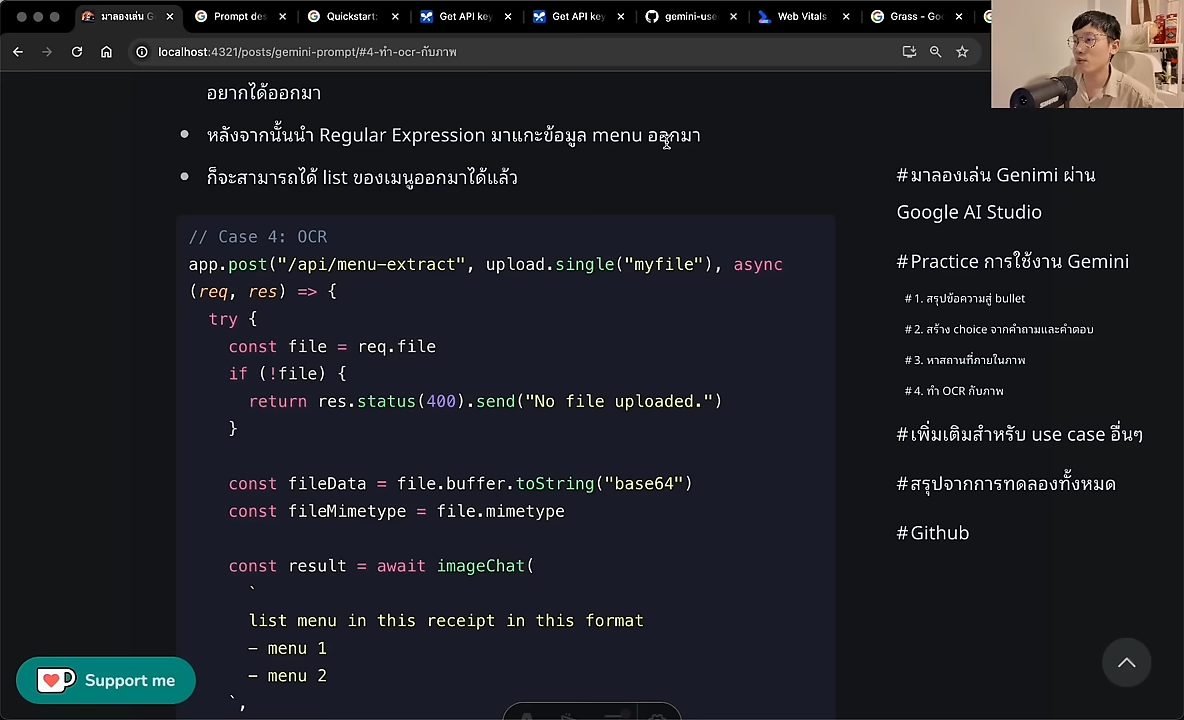 มาลองเล่น G
Prompt des
Quickstart:
Get API key
Get API key
gemini-use
Web Vitals
Grass - Goo
localhost:4321/posts/gemini-prompt/#4-ทำ-ocr-กับภาพ
อยากได้ออกมา
หลังจากนั้นนำ Regular Expression มาแกะข้อมูล menu ออกมา
ก็จะสามารถได้ list ของเมนูออกมาได้แล้ว
// Case 4: OCR
app.post("/api/menu-extract", upload.single("myfile"), async
(req, res) => {
try {
const file = req.file
if (!file) {
return res.status(400).send("No file uploaded.")
}
const fileData = file.buffer.toString("base64")
const fileMimetype = file.mimetype
const result = await imageChat(
`
list menu in this receipt in this format
- menu 1
- menu 2
`,
#มาลองเล่น Genimi ผ่าน
Google AI Studio
#Practice การใช้งาน Gemini
#1. สรุปข้อความสู่ bullet
#2. สร้าง choice จากคำถามและคำตอบ
#3. หาสถานที่ภายในภาพ
#4. ทำ OCR กับภาพ
#เพิ่มเติมสำหรับ use case อื่นๆ
#สรุปจากการทดลองทั้งหมด
#Github
Support me